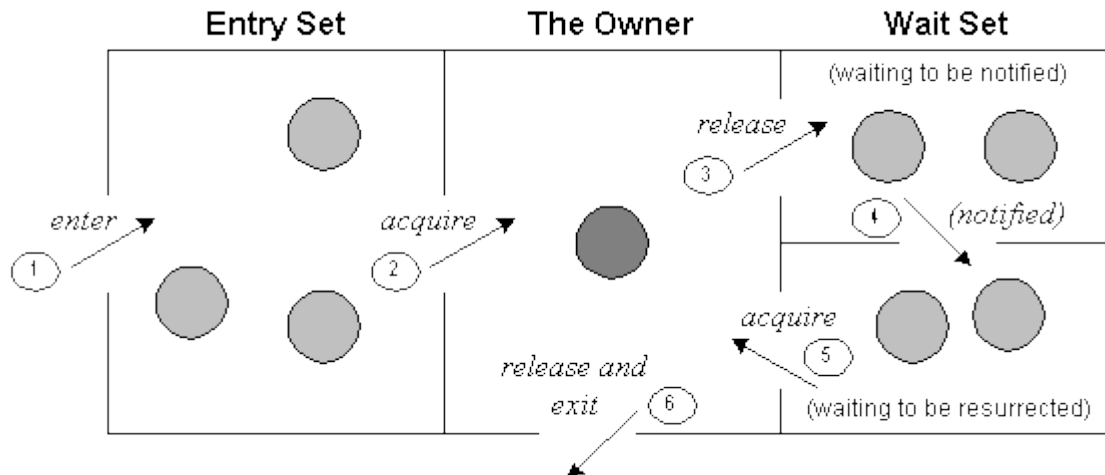 Entry Set
The Owner
Wait Set
(waiting to be notified)
release
3
enter
1
acquire
2
4
(notified)
acquire
5
release and
exit
6
(waiting to be resurrected)